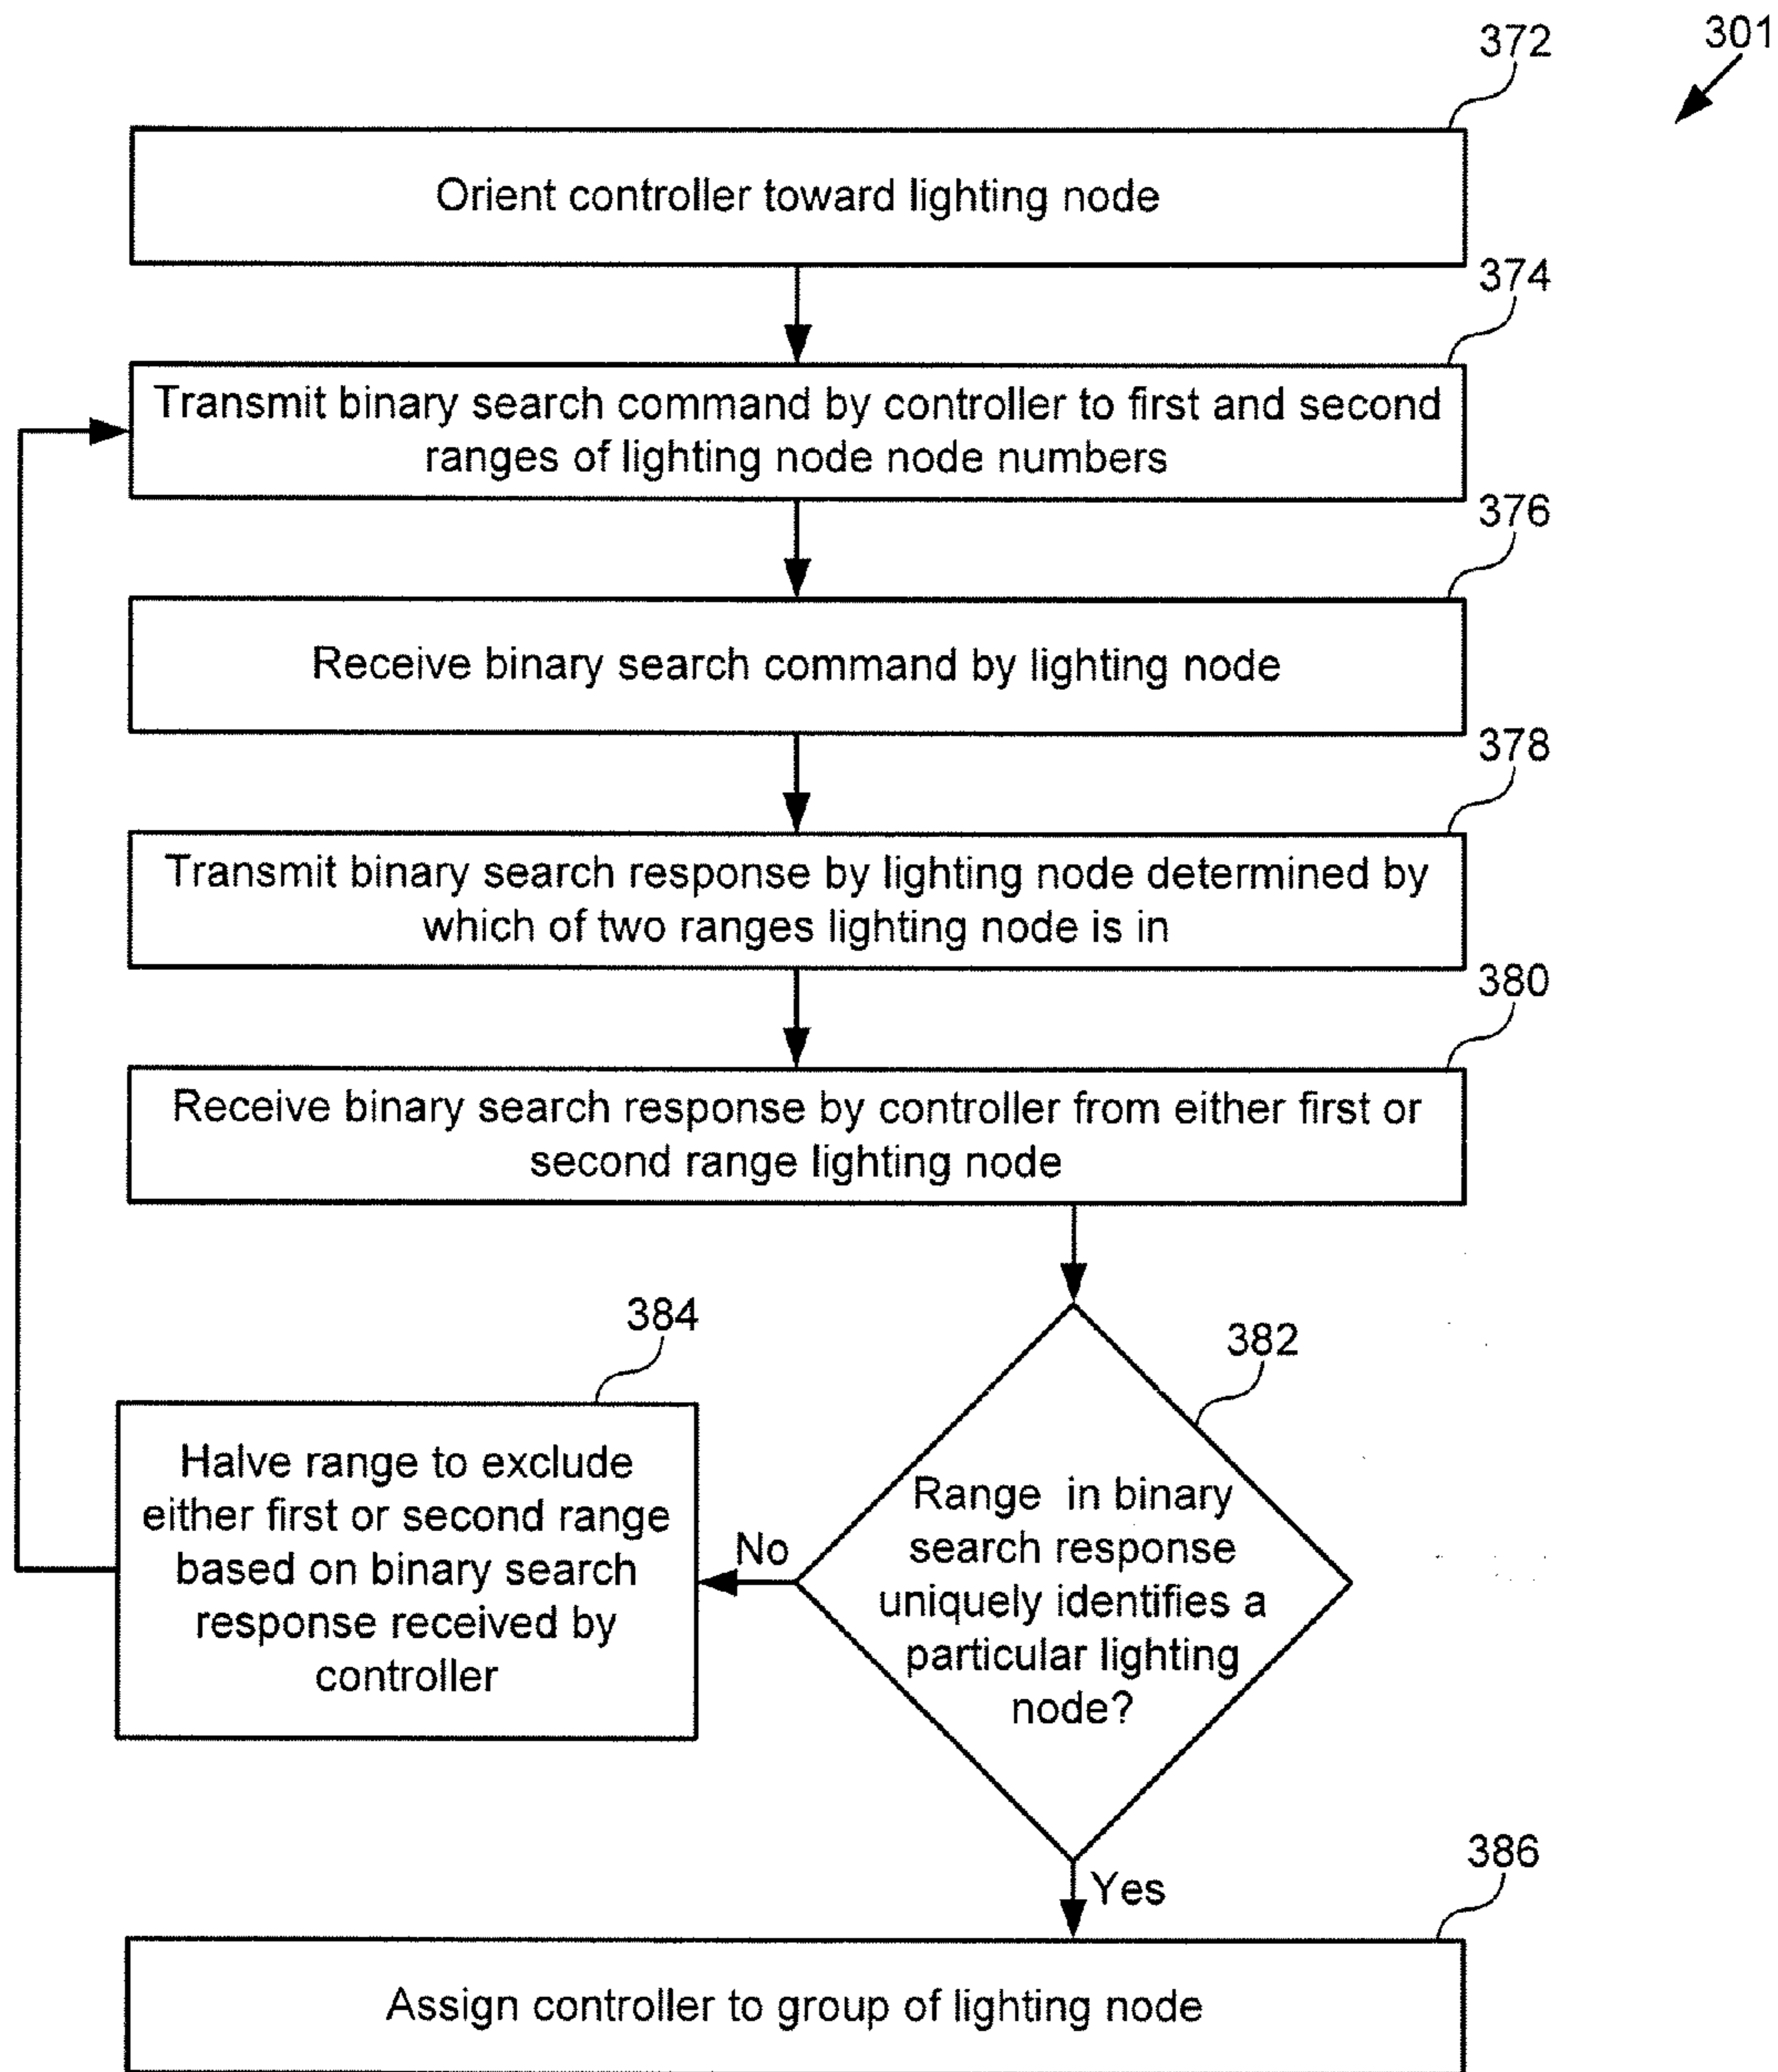 372
301
Orient controller toward lighting node
374
Transmit binary search command by controller to first and second
ranges of lighting node node numbers
376
Receive binary search command by lighting node
378
Transmit binary search response by lighting node determined by
which of two ranges lighting node is in
380
Receive binary search response by controller from either first or
second range lighting node
384
382
Halve range to exclude
either first or second range
based on binary search
response received by
controller
No
Range in binary
search response
uniquely identifies a
particular lighting
node?
Yes
386
Assign controller to group of lighting node